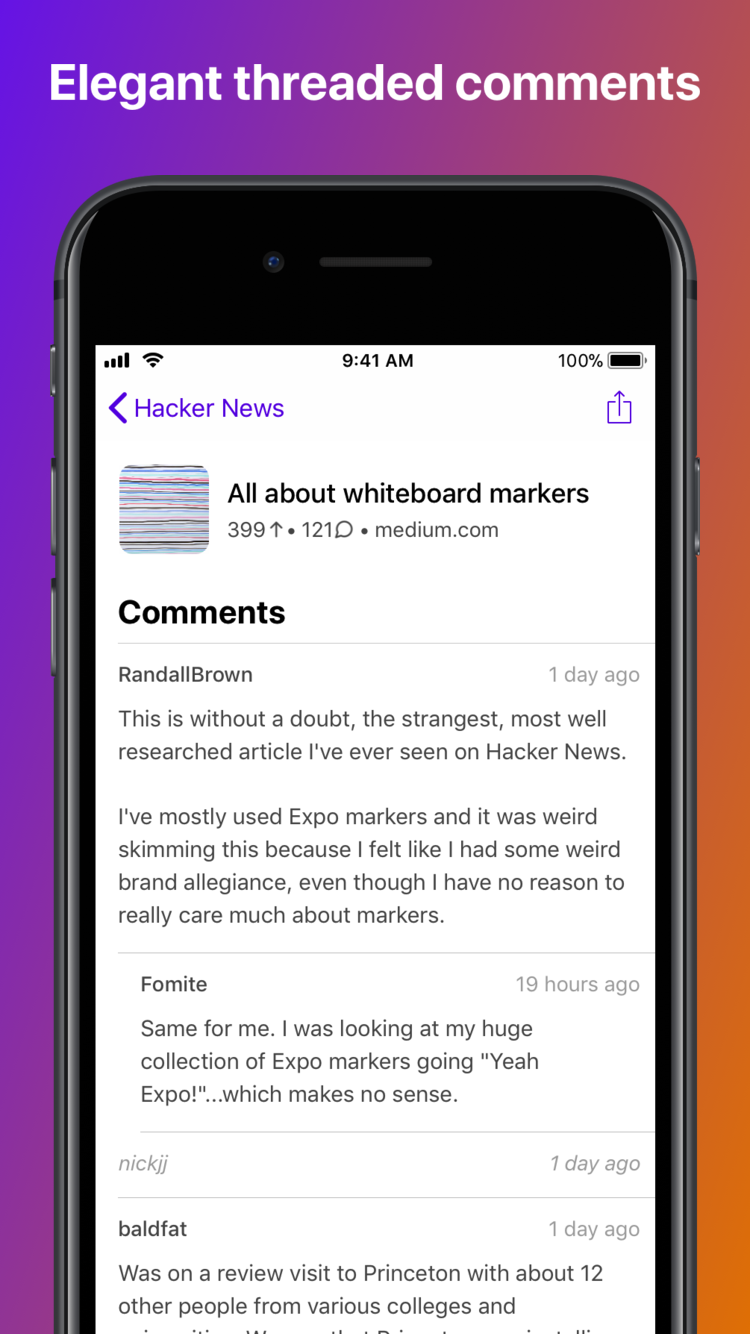 Elegant threaded comments
9:41 AM
100%
Hacker News
All about whiteboard markers
399↑ • 121 • medium.com
Comments
RandallBrown 1 day ago
This is without a doubt, the strangest, most well
researched article I've ever seen on Hacker News.
I've mostly used Expo markers and it was weird
skimming this because I felt like I had some weird
brand allegiance, even though I have no reason to
really care much about markers.
Fomite 19 hours ago
Same for me. I was looking at my huge
collection of Expo markers going "Yeah
Expo!"...which makes no sense.
nickjj 1 day ago
baldfat 1 day ago
Was on a review visit to Princeton with about 12
other people from various colleges and